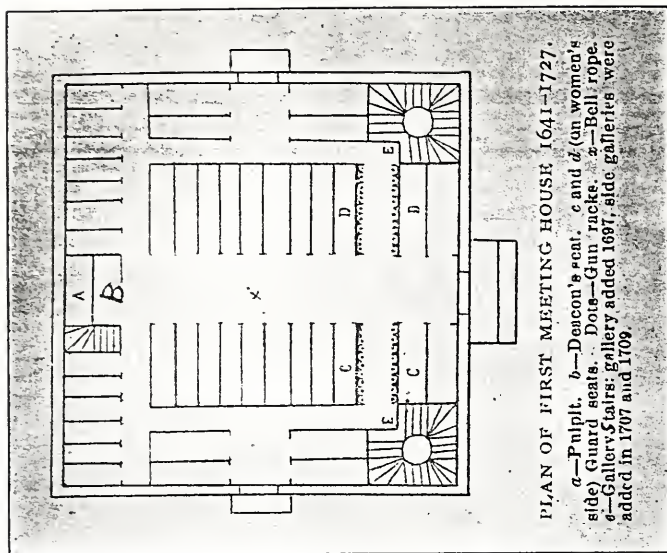 A
B
x
C
D
C
D
E
E
PLAN OF FIRST MEETING HOUSE 1641–1727.
a—Pulpit. b—Deacon's seat. c and d (on women's
side) Guard seats. Dots—Gun racks. x—Bell rope.
e—Gallery Stairs; gallery added 1697, side galleries were
added in 1707 and 1709.